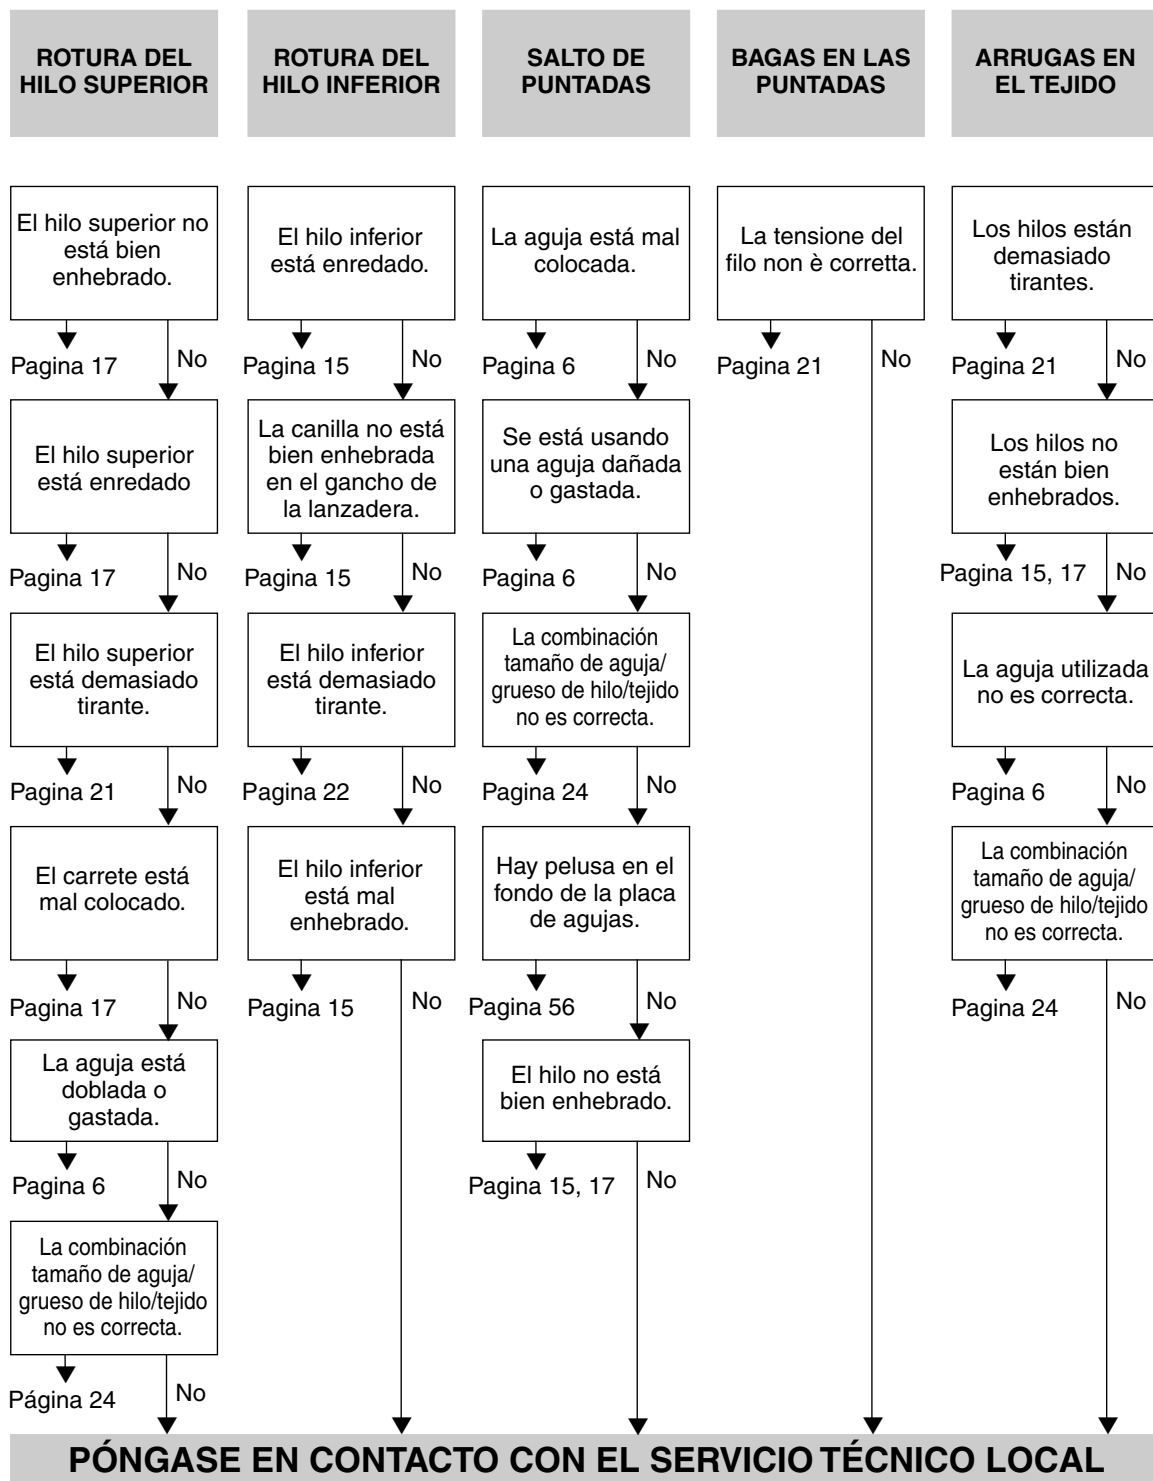 ROTURA DEL
HILO SUPERIOR
El hilo superior no
está bien
enhebrado.
Pagina 17
No
El hilo superior
está enredado
Pagina 17
No
El hilo superior
está demasiado
tirante.
Pagina 21
No
El carrete está
mal colocado.
Pagina 17
No
La aguja está
doblada o
gastada.
Pagina 6
No
La combinación
tamaño de aguja/
grueso de hilo/tejido
no es correcta.
Página 24
No
ROTURA DEL
HILO INFERIOR
El hilo inferior
está enredado.
Pagina 15
No
La canilla no está
bien enhebrada
en el gancho de
la lanzadera.
Pagina 15
No
El hilo inferior
está demasiado
tirante.
Pagina 22
No
El hilo inferior
está mal
enhebrado.
Pagina 15
No
SALTO DE
PUNTADAS
La aguja está mal
colocada.
Pagina 6
No
Se está usando
una aguja dañada
o gastada.
Pagina 6
No
La combinación
tamaño de aguja/
grueso de hilo/tejido
no es correcta.
Pagina 24
No
Hay pelusa en el
fondo de la placa
de agujas.
Pagina 56
No
El hilo no está
bien enhebrado.
Pagina 15, 17
No
BAGAS EN LAS
PUNTADAS
La tensione del
filo non è corretta.
Pagina 21
No
ARRUGAS EN
EL TEJIDO
Los hilos están
demasiado
tirantes.
Pagina 21
No
Los hilos no
están bien
enhebrados.
Pagina 15, 17
No
La aguja utilizada
no es correcta.
Pagina 6
No
La combinación
tamaño de aguja/
grueso de hilo/tejido
no es correcta.
Pagina 24
No
PÓNGASE EN CONTACTO CON EL SERVICIO TÉCNICO LOCAL